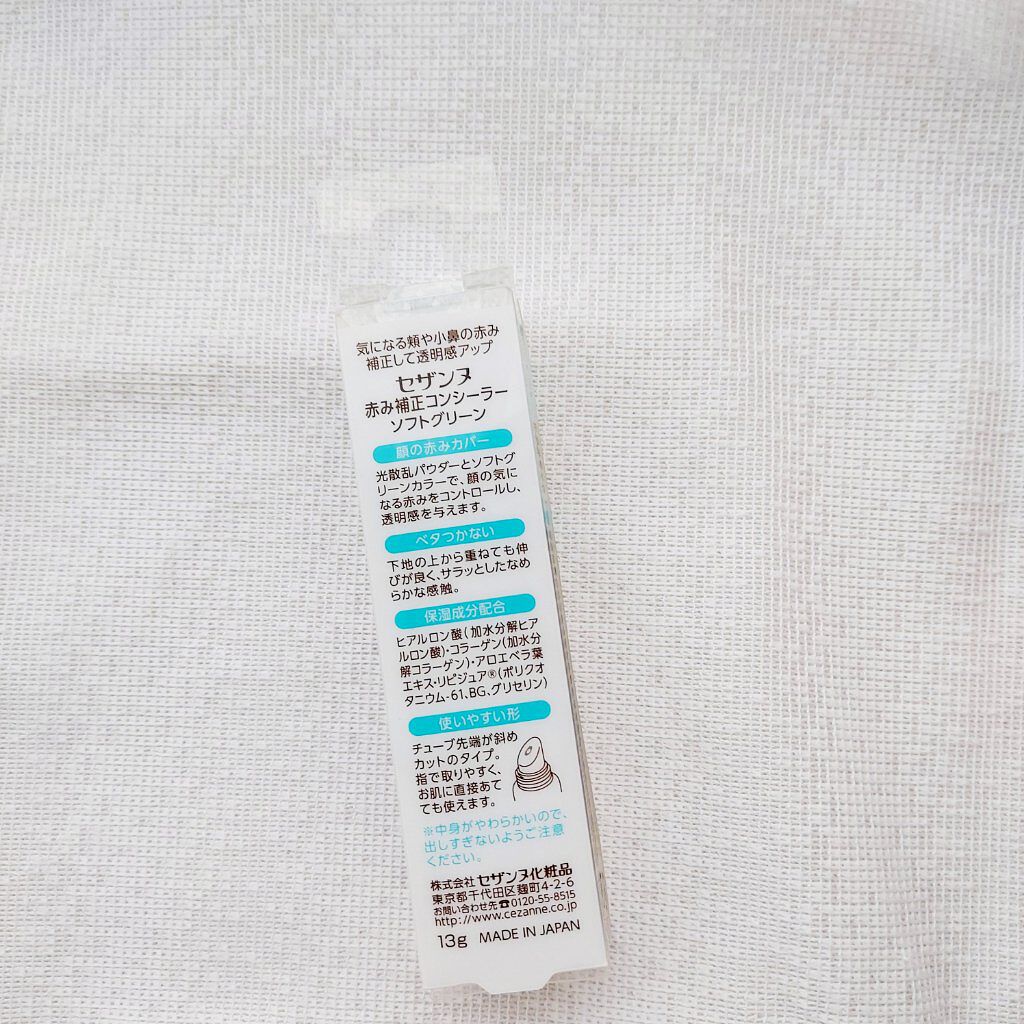 気になる頬や小鼻の赤み
補正して透明感アップ
セザンヌ
赤み補正コンシーラー
ソフトグリーン
顔の赤みカバー
光散乱パウダーとソフトグ
リーンカラーで、顔の気に
なる赤みをコントロールし、
透明感を与えます。
ベタつかない
下地の上から重ねても伸
びが良く、サラッとしたなめ
らかな感触。
保湿成分配合
ヒアルロン酸(加水分解ヒア
ルロン酸)・コラーゲン(加水分
解コラーゲン)・アロエベラ葉
エキス・リピジュア®(ポリクオ
タニウム-61、BG、グリセリン)
使いやすい形
チューブ先端が斜め
カットのタイプ。
指で取りやすく、
お肌に直接あて
ても使えます。
※中身がやわらかいので、
出しすぎないようご注意
ください。
株式会社セザンヌ化粧品
東京都千代田区麹町4-2-6
お問い合わせ先☎0120-55-8515
http://www.cezanne.co.jp
13g MADE IN JAPAN